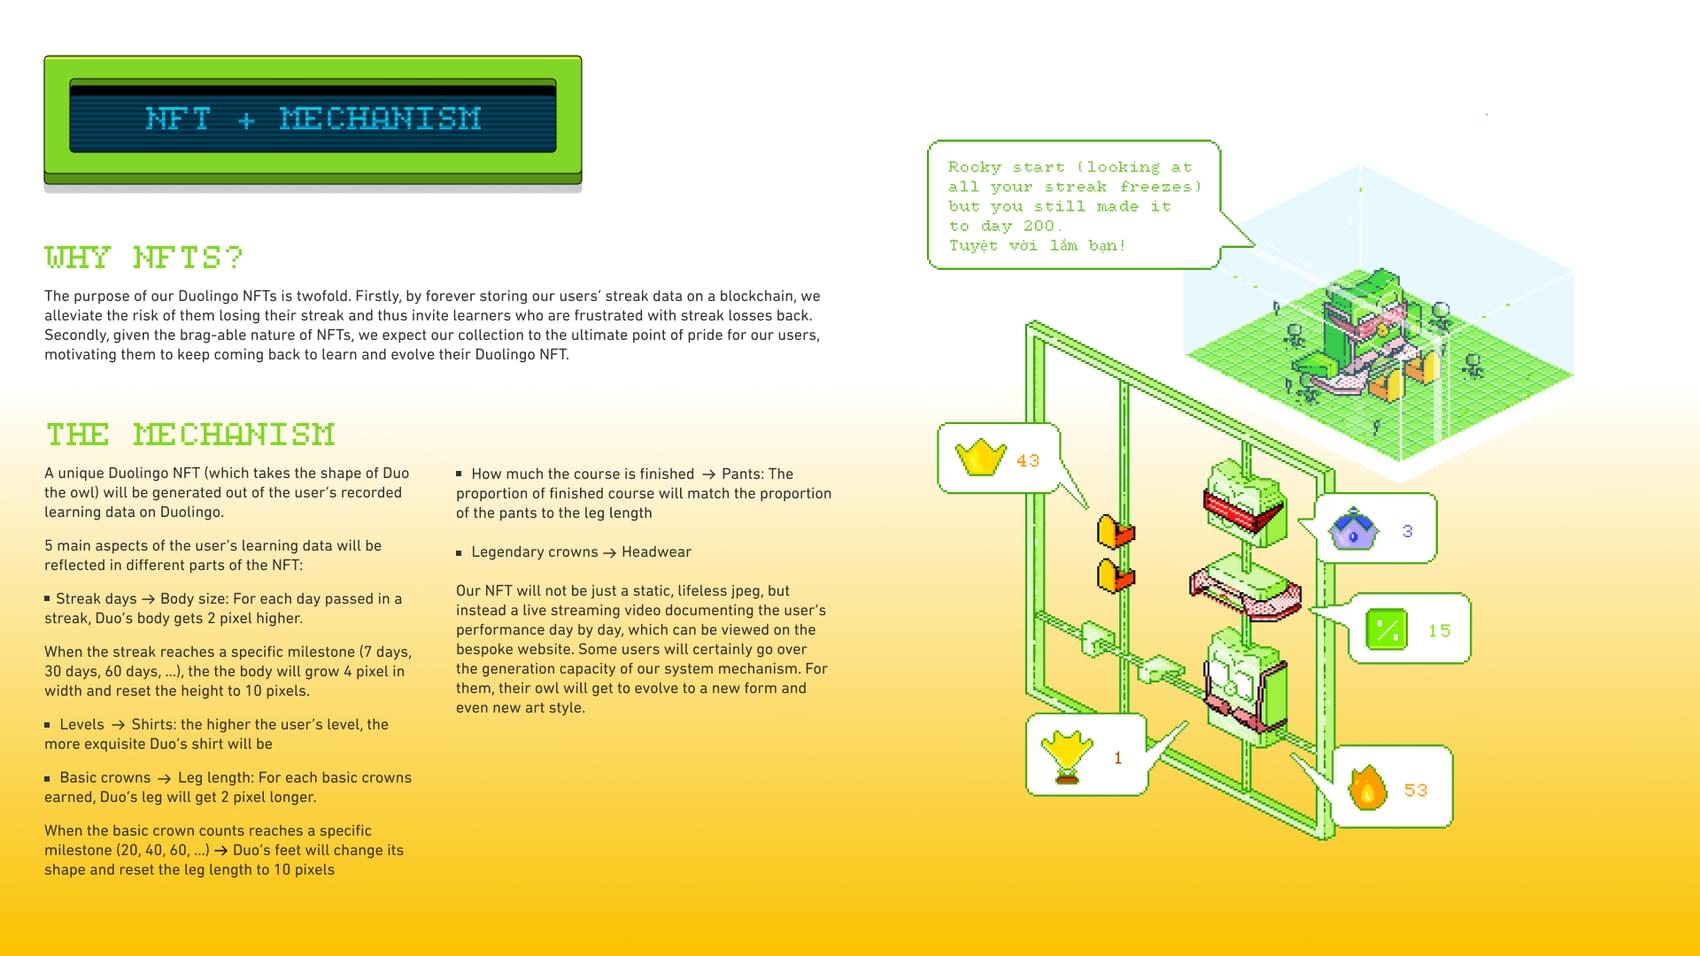 NFT + MECHANISM
WHY NFTS?
The purpose of our Duolingo NFTs is twofold. Firstly, by forever storing our users’ streak data on a blockchain, we
alleviate the risk of them losing their streak and thus invite learners who are frustrated with streak losses back.
Secondly, given the brag-able nature of NFTs, we expect our collection to the ultimate point of pride for our users,
motivating them to keep coming back to learn and evolve their Duolingo NFT.
THE MECHANISM
A unique Duolingo NFT (which takes the shape of Duo
the owl) will be generated out of the user’s recorded
learning data on Duolingo.
5 main aspects of the user’s learning data will be
reflected in different parts of the NFT:
▪ Streak days → Body size: For each day passed in a
streak, Duo’s body gets 2 pixel higher.
When the streak reaches a specific milestone (7 days,
30 days, 60 days, ...), the the body will grow 4 pixel in
width and reset the height to 10 pixels.
▪ Levels → Shirts: the higher the user’s level, the
more exquisite Duo’s shirt will be
▪ Basic crowns → Leg length: For each basic crowns
earned, Duo’s leg will get 2 pixel longer.
When the basic crown counts reaches a specific
milestone (20, 40, 60, ...) → Duo’s feet will change its
shape and reset the leg length to 10 pixels
▪ How much the course is finished → Pants: The
proportion of finished course will match the proportion
of the pants to the leg length
▪ Legendary crowns → Headwear
Our NFT will not be just a static, lifeless jpeg, but
instead a live streaming video documenting the user’s
performance day by day, which can be viewed on the
bespoke website. Some users will certainly go over
the generation capacity of our system mechanism. For
them, their owl will get to evolve to a new form and
even new art style.
Rocky start (looking at
all your streak freezes)
but you still made it
to day 200.
Tuyệt vời lắm bạn!
43
3
15
1
53